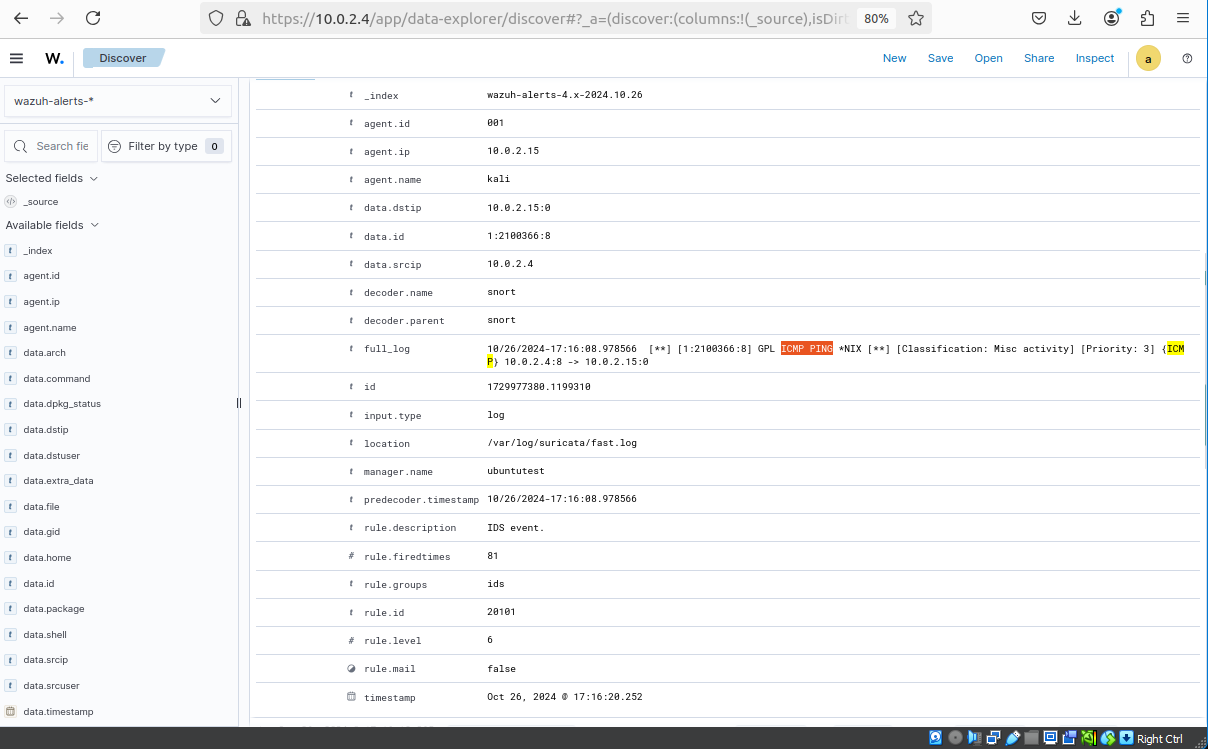 https://10.0.2.4/app/data-explorer/discover#?_a=(discover:(columns:!(_source),isDirt
80%
W.
Discover
New
Save
Open
Share
Inspect
a
wazuh-alerts-*
Search fie
Filter by type
0
Selected fields
_source
Available fields
_index
agent.id
agent.ip
agent.name
data.arch
data.command
data.dpkg_status
data.dstip
data.dstuser
data.extra_data
data.file
data.gid
data.home
data.id
data.package
data.shell
data.srcip
data.srcuser
data.timestamp
t _index wazuh-alerts-4.x-2024.10.26
t agent.id 001
t agent.ip 10.0.2.15
t agent.name kali
t data.dstip 10.0.2.15:0
t data.id 1:2100366:8
t data.srcip 10.0.2.4
t decoder.name snort
t decoder.parent snort
t full_log 10/26/2024-17:16:08.978566 [**] [1:2100366:8] GPL ICMP PING *NIX [**] [Classification: Misc activity] [Priority: 3] {ICM
P} 10.0.2.4:8 -> 10.0.2.15:0
t id 1729977380.1199310
t input.type log
t location /var/log/suricata/fast.log
t manager.name ubuntutest
t predecoder.timestamp 10/26/2024-17:16:08.978566
t rule.description IDS event.
# rule.firedtimes 81
t rule.groups ids
t rule.id 20101
# rule.level 6
rule.mail false
timestamp Oct 26, 2024 @ 17:16:20.252
Right Ctrl